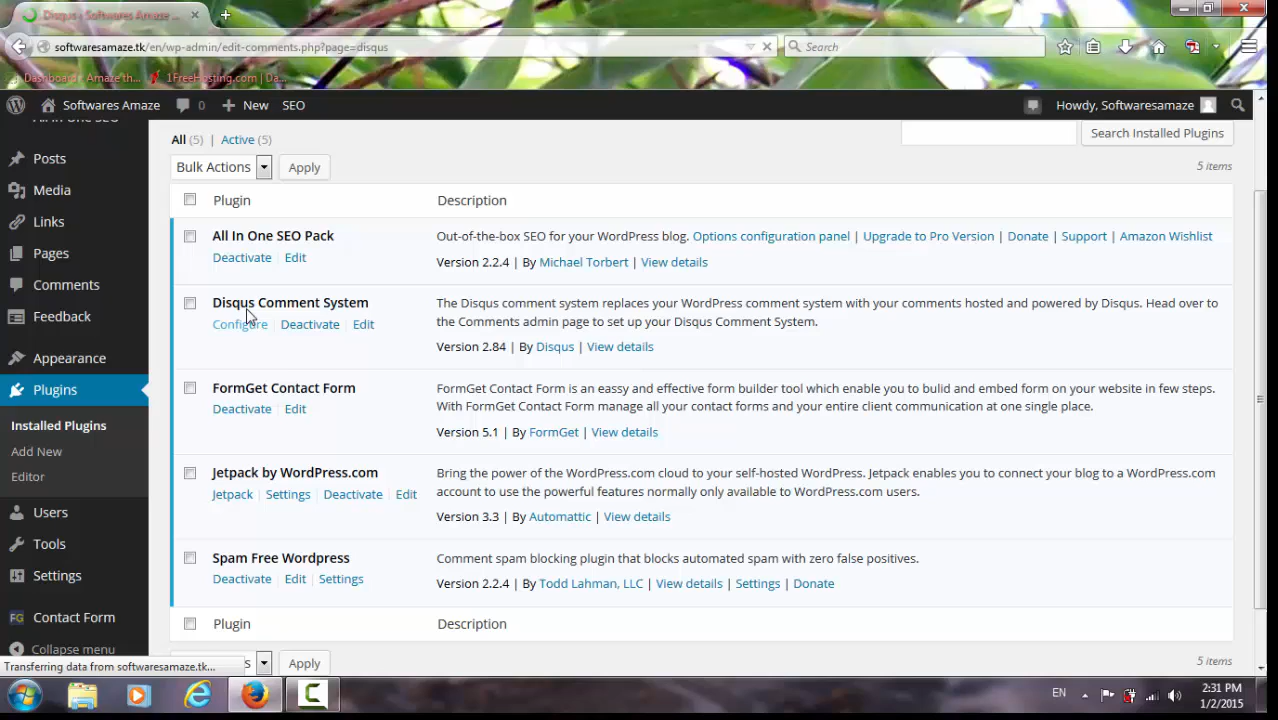 Disqus ‹ Softwares Amaze ...
softwaresamaze.tk/en/wp-admin/edit-comments.php?page=disqus
Search
Dashboard ‹ Amaze th...
1FreeHosting.com | Da...
Softwares Amaze
0
New
SEO
Howdy, Softwaresamaze
All In One SEO
Posts
Media
Links
Pages
Comments
Feedback
Appearance
Plugins
Installed Plugins
Add New
Editor
Users
Tools
Settings
FG Contact Form
Collapse menu
All (5) | Active (5)
Search Installed Plugins
Bulk Actions
Apply
5 items
Plugin Description
All In One SEO Pack
Deactivate | Edit
Out-of-the-box SEO for your WordPress blog. Options configuration panel | Upgrade to Pro Version | Donate | Support | Amazon Wishlist
Version 2.2.4 | By Michael Torbert | View details
Disqus Comment System
Configure | Deactivate | Edit
The Disqus comment system replaces your WordPress comment system with your comments hosted and powered by Disqus. Head over to
the Comments admin page to set up your Disqus Comment System.
Version 2.84 | By Disqus | View details
FormGet Contact Form
Deactivate | Edit
FormGet Contact Form is an eassy and effective form builder tool which enable you to bulid and embed form on your website in few steps.
With FormGet Contact Form manage all your contact forms and your entire client communication at one single place.
Version 5.1 | By FormGet | View details
Jetpack by WordPress.com
Jetpack | Settings | Deactivate | Edit
Bring the power of the WordPress.com cloud to your self-hosted WordPress. Jetpack enables you to connect your blog to a WordPress.com
account to use the powerful features normally only available to WordPress.com users.
Version 3.3 | By Automattic | View details
Spam Free Wordpress
Deactivate | Edit | Settings
Comment spam blocking plugin that blocks automated spam with zero false positives.
Version 2.2.4 | By Todd Lahman, LLC | View details | Settings | Donate
Plugin Description
Apply
5 items
Transferring data from softwaresamaze.tk...
EN
2:31 PM
1/2/2015